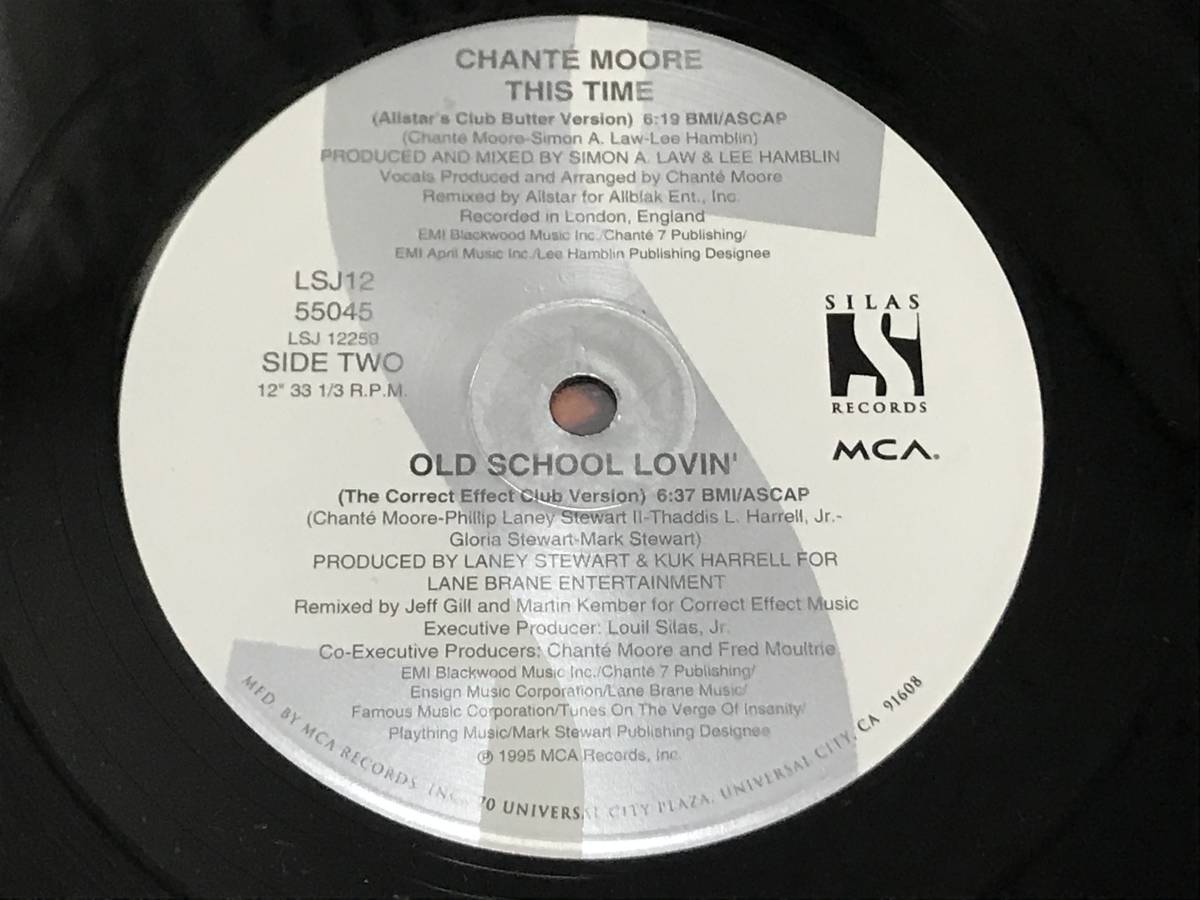 CHANTÉ MOORE
THIS TIME
(Allstar's Club Butter Version) 6:19 BMI/ASCAP
(Chanté Moore-Simon A. Law-Lee Hamblin)
PRODUCED AND MIXED BY SIMON A. LAW & LEE HAMBLIN
Vocals Produced and Arranged by Chanté Moore
Remixed by Allstar for Allblak Ent., Inc.
Recorded in London, England
EMI Blackwood Music Inc./Chanté 7 Publishing/
EMI April Music Inc./Lee Hamblin Publishing Designee
LSJ12
55045
LSJ 12259
SIDE TWO
12" 33 1/3 R.P.M.
SILAS
S
RECORDS
MCA.
OLD SCHOOL LOVIN'
(The Correct Effect Club Version) 6:37 BMI/ASCAP
(Chanté Moore-Phillip Laney Stewart II-Thaddis L. Harrell, Jr.-
Gloria Stewart-Mark Stewart)
PRODUCED BY LANEY STEWART & KUK HARRELL FOR
LANE BRANE ENTERTAINMENT
Remixed by Jeff Gill and Martin Kember for Correct Effect Music
Executive Producer: Louil Silas, Jr.
Co-Executive Producers: Chanté Moore and Fred Moultrie
EMI Blackwood Music Inc./Chanté 7 Publishing/
Ensign Music Corporation/Lane Brane Music/
Famous Music Corporation/Tunes On The Verge Of Insanity/
Plaything Music/Mark Stewart Publishing Designee
℗ 1995 MCA Records, Inc.
MFD BY MCA RECORDS INC., 70 UNIVERSAL CITY PLAZA, UNIVERSAL CITY, CA 91608